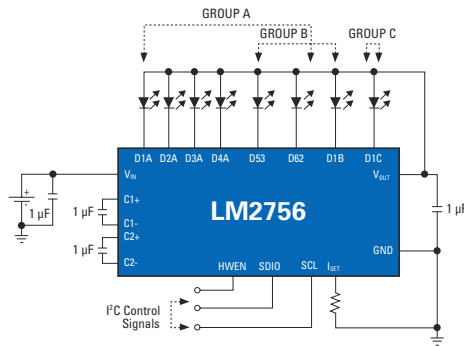 GROUP A
GROUP B GROUP C
D1A D2A D3A D4A D53 D62 D1B D1C
VIN VOUT
+
-
1 µF
C1+
1 µF
C1-
C2+
1 µF
C2-
LM2756
1 µF
GND
HWEN SDIO SCL ISET
I²C Control
Signals